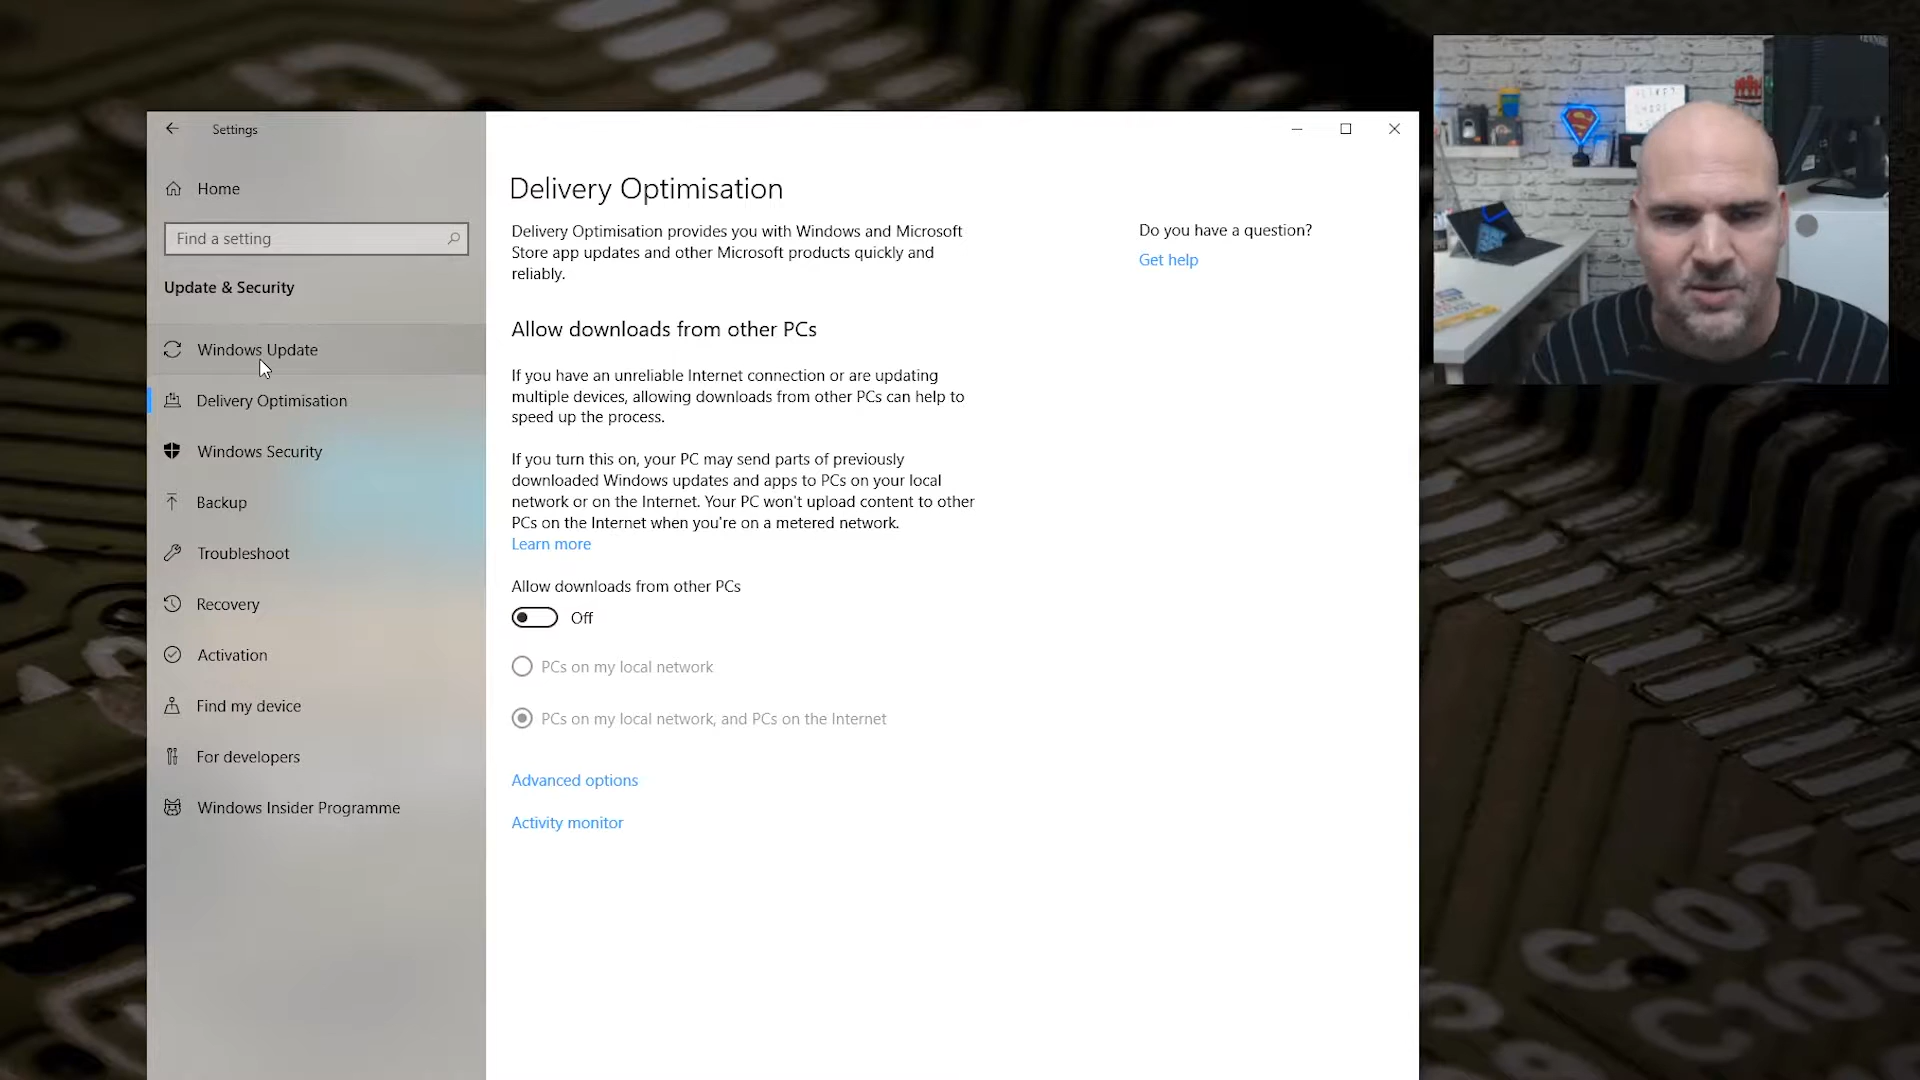 Settings
Home
Find a setting
Update & Security
Windows Update
Delivery Optimisation
Windows Security
Backup
Troubleshoot
Recovery
Activation
Find my device
For developers
Windows Insider Programme
Delivery Optimisation
Delivery Optimisation provides you with Windows and Microsoft
Store app updates and other Microsoft products quickly and
reliably.
Allow downloads from other PCs
If you have an unreliable Internet connection or are updating
multiple devices, allowing downloads from other PCs can help to
speed up the process.
If you turn this on, your PC may send parts of previously
downloaded Windows updates and apps to PCs on your local
network or on the Internet. Your PC won't upload content to other
PCs on the Internet when you're on a metered network.
Learn more
Allow downloads from other PCs
Off
PCs on my local network
PCs on my local network, and PCs on the Internet
Advanced options
Activity monitor
Do you have a question?
Get help
C102
C106